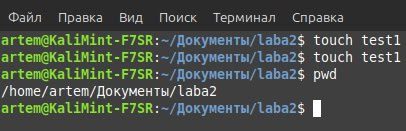 Файл Правка Вид Поиск Терминал Справка
artem@KaliMint-F7SR:~/Документы/laba2$ touch test1
artem@KaliMint-F7SR:~/Документы/laba2$ touch test1
artem@KaliMint-F7SR:~/Документы/laba2$ pwd
/home/artem/Документы/laba2
artem@KaliMint-F7SR:~/Документы/laba2$